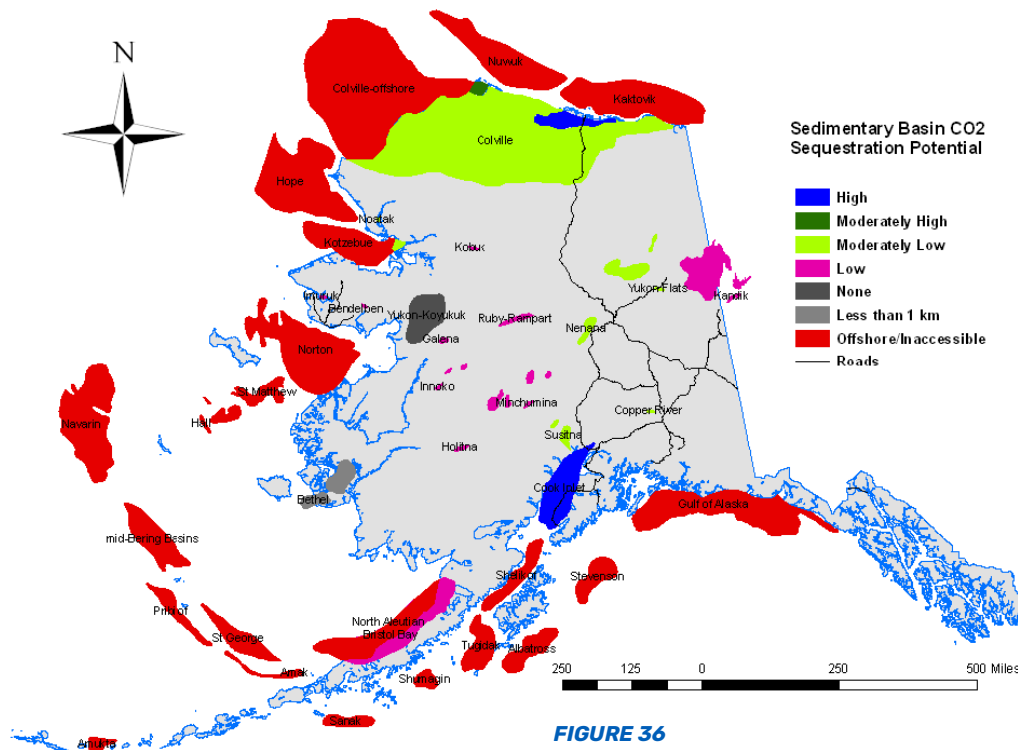 N
Nuwuk
Colville-offshore
Kaktovik
Colville
Sedimentary Basin CO2
Sequestration Potential
High
Moderately High
Moderately Low
Low
None
Less than 1 km
Offshore/Inaccessible
Roads
Hope
Noatak
Kotzebue
Kobuk
Imuruk
Bendeleben
Yukon-Koyukuk
Galena
Ruby-Rampart
Yukon Flats
Kandik
Nenana
Norton
St Matthew
Innoko
Minchumina
Copper River
Navarin
Hall
Susitna
Holitna
Bethel
Cook Inlet
Gulf of Alaska
mid-Bering Basins
Shelikof
Stevenson
Pribilof
St George
North Aleutian
Bristol Bay
Tugidak
Albatross
Amak
Shumagin
Sanak
Amukta
250 125 0 250 500 Miles
FIGURE 36